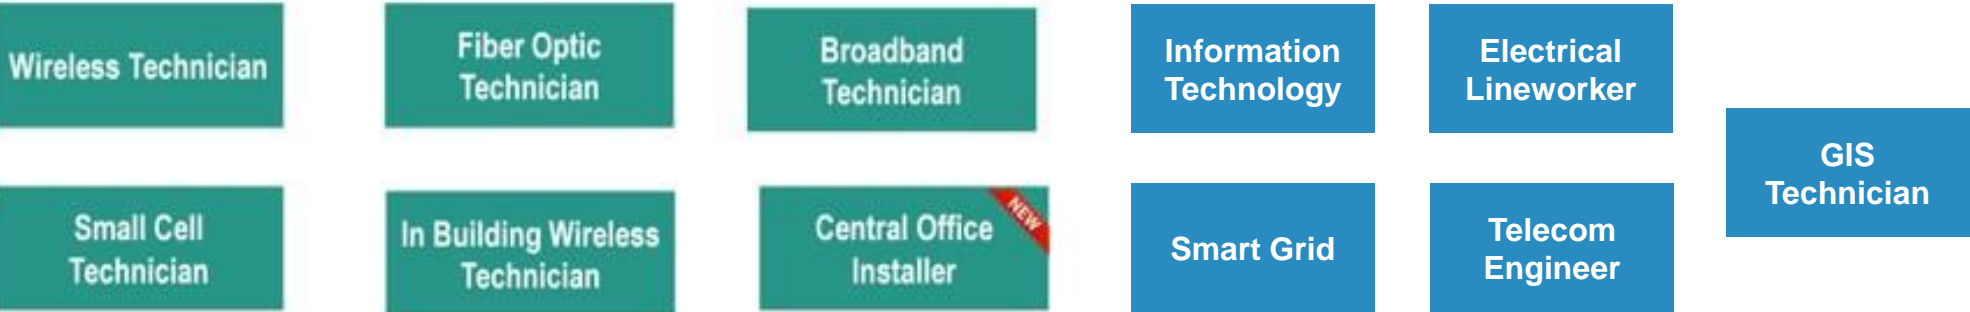 Wireless Technician
Fiber Optic
Technician
Broadband
Technician
Information
Technology
Electrical
Lineworker
GIS
Technician
Small Cell
Technician
In Building Wireless
Technician
Central Office
Installer
NEW
Smart Grid
Telecom
Engineer